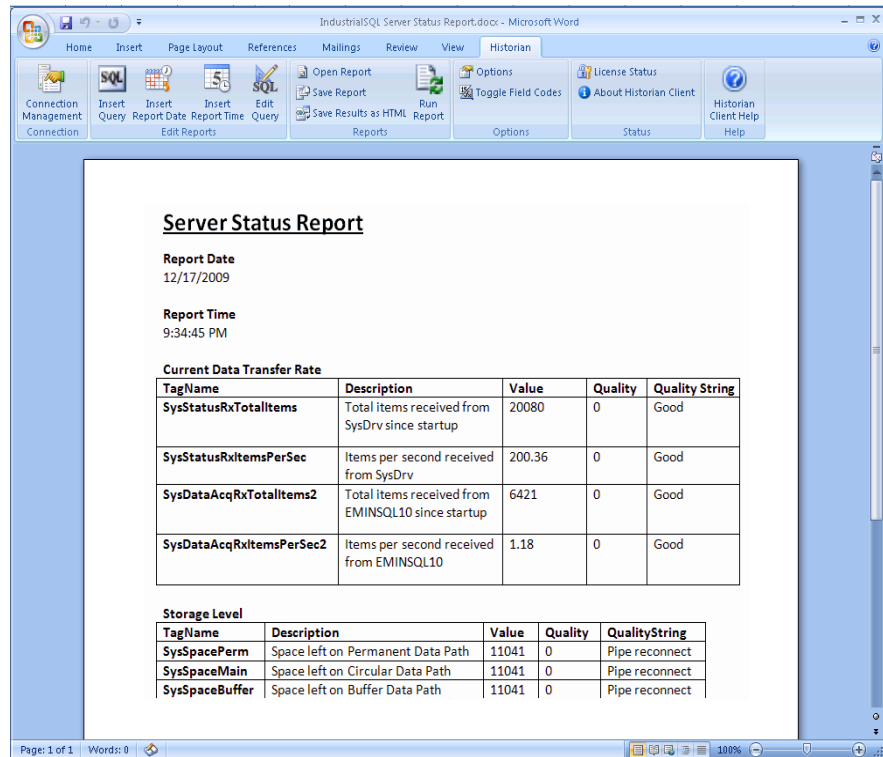 IndustrialSQL Server Status Report.docx - Microsoft Word
Home Insert Page Layout References Mailings Review View Historian
Connection Management
Insert Query
Insert Report Date
Insert Report Time
Edit Query
Open Report
Save Report
Save Results as HTML
Run Report
Options
Toggle Field Codes
License Status
About Historian Client
Historian Client Help
Connection Edit Reports Reports Options Status Help
Server Status Report
Report Date
12/17/2009
Report Time
9:34:45 PM
Current Data Transfer Rate
TagName Description Value Quality Quality String
SysStatusRxTotalItems Total items received from 20080 0 Good
SysDrv since startup
SysStatusRxItemsPerSec Items per second received 200.36 0 Good
from SysDrv
SysDataAcqRxTotalItems2 Total items received from 6421 0 Good
EMINSQL10 since startup
SysDataAcqRxItemsPerSec2 Items per second received 1.18 0 Good
from EMINSQL10
Storage Level
TagName Description Value Quality QualityString
SysSpacePerm Space left on Permanent Data Path 11041 0 Pipe reconnect
SysSpaceMain Space left on Circular Data Path 11041 0 Pipe reconnect
SysSpaceBuffer Space left on Buffer Data Path 11041 0 Pipe reconnect
Page: 1 of 1 Words: 0 100%